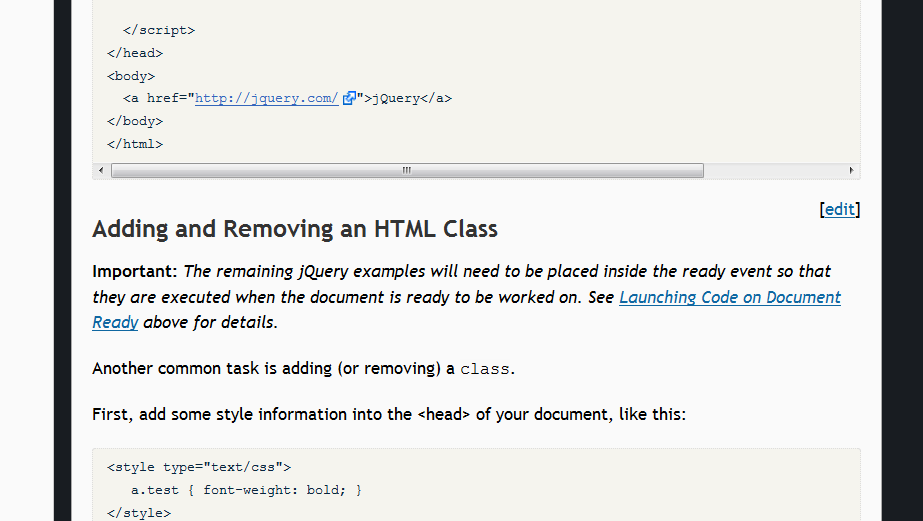 </script>
</head>
<body>
<a href="http://jquery.com/">jQuery</a>
</body>
</html>
[edit]
Adding and Removing an HTML Class
Important: The remaining jQuery examples will need to be placed inside the ready event so that
they are executed when the document is ready to be worked on. See Launching Code on Document
Ready above for details.
Another common task is adding (or removing) a class.
First, add some style information into the <head> of your document, like this:
<style type="text/css">
a.test { font-weight: bold; }
</style>